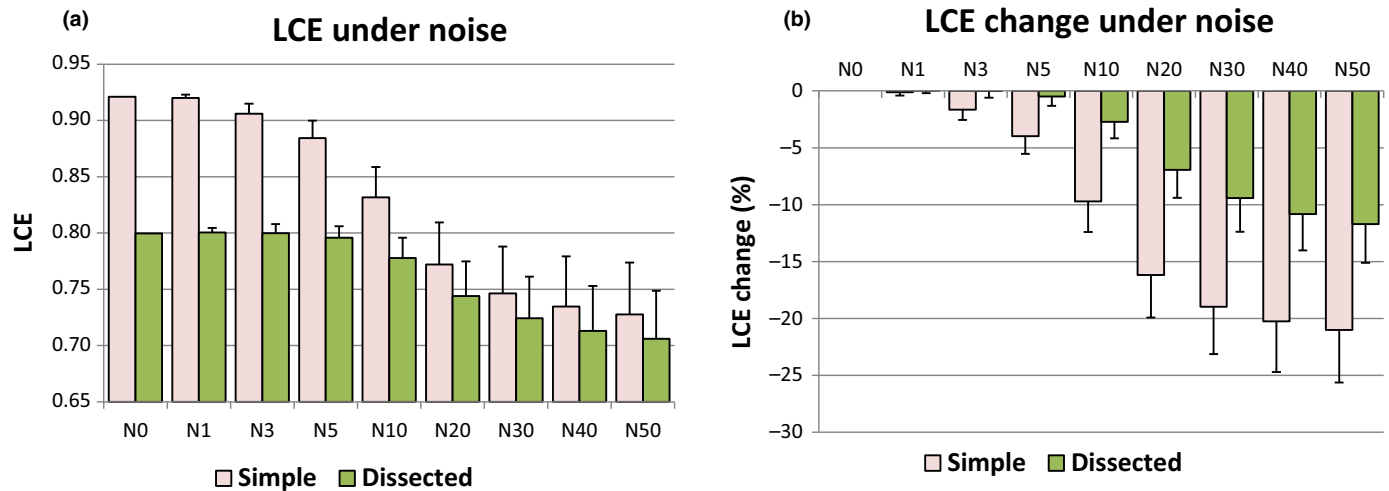 (a)
LCE under noise
0.95
0.90
0.85
0.80
0.75
0.70
0.65
LCE
N0 N1 N3 N5 N10 N20 N30 N40 N50
Simple Dissected
(b)
LCE change under noise
N0 N1 N3 N5 N10 N20 N30 N40 N50
0
−5
−10
−15
−20
−25
−30
LCE change (%)
Simple Dissected